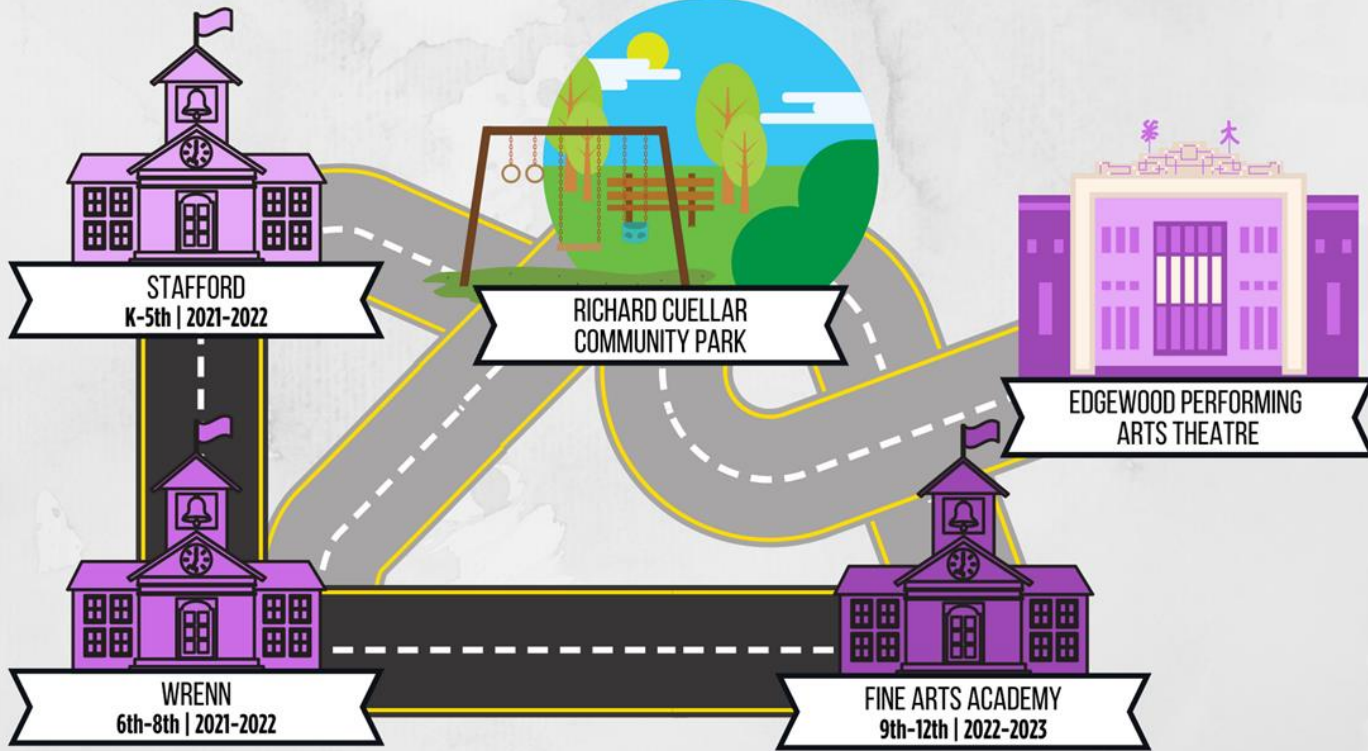 STAFFORD
K-5th | 2021-2022
RICHARD CUELLAR
COMMUNITY PARK
EDGEWOOD PERFORMING
ARTS THEATRE
WRENN
6th-8th | 2021-2022
FINE ARTS ACADEMY
9th-12th | 2022-2023